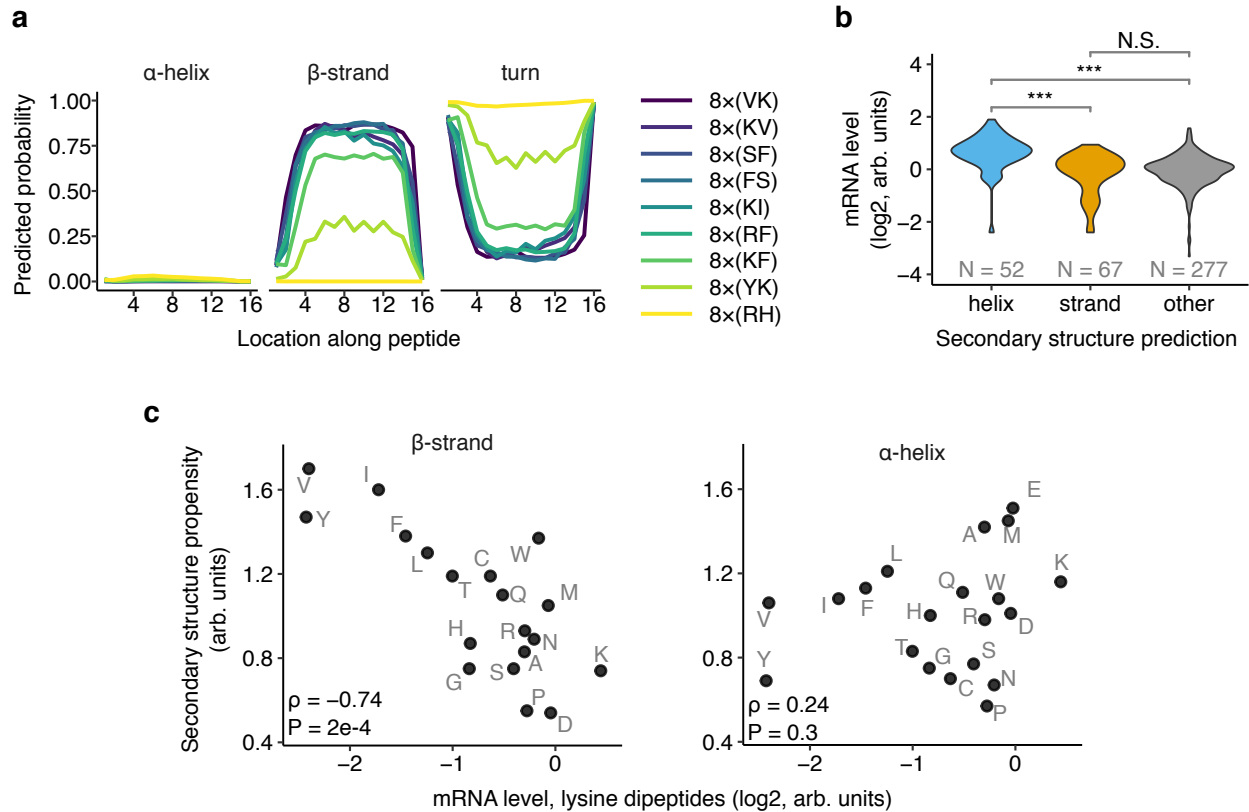 a
α-helix
β-strand
turn
Predicted probability
1.00
0.75
0.50
0.25
0.00
4 8 12 16
4 8 12 16
4 8 12 16
Location along peptide
8×(VK)
8×(KV)
8×(SF)
8×(FS)
8×(KI)
8×(RF)
8×(KF)
8×(YK)
8×(RH)
b
mRNA level
(log2, arb. units)
4
2
0
−2
−4
N.S.
***
***
N = 52
N = 67
N = 277
helix
strand
other
Secondary structure prediction
c
Secondary structure propensity
(arb. units)
β-strand
1.6
1.2
0.8
0.4
V
I
Y
F
L
T
C
W
Q
M
H
R
N
G
S
A
K
P
D
ρ = −0.74
P = 2e-4
−2 −1 0
α-helix
1.6
1.2
0.8
0.4
E
A
M
L
K
Q
W
V
I
F
H
R
D
T
G
S
Y
C
N
P
ρ = 0.24
P = 0.3
−2 −1 0
mRNA level, lysine dipeptides (log2, arb. units)